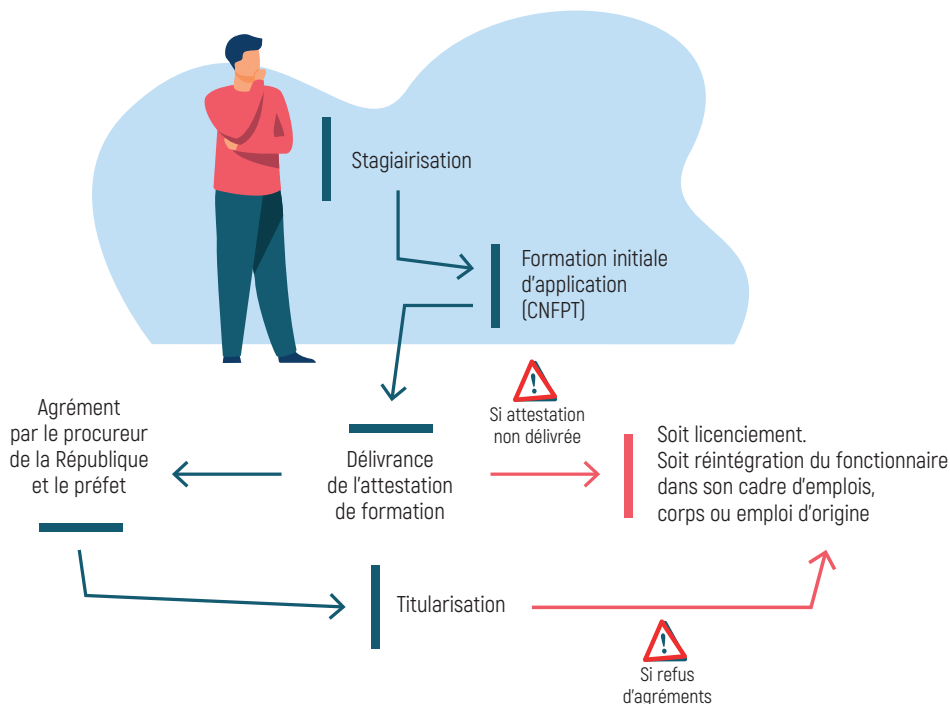 Stagiairisation
Formation initiale
d'application
(CNFPT)
Si attestation
non délivrée
Agrément
par le procureur
de la République
et le préfet
Délivrance
de l'attestation
de formation
Soit licenciement.
Soit réintégration du fonctionnaire
dans son cadre d'emplois,
corps ou emploi d'origine
Titularisation
Si refus
d'agréments